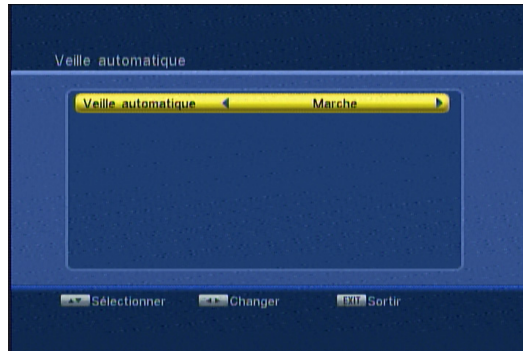 Veille automatique
Veille automatique Marche
Sélectionner Changer EXIT Sortir